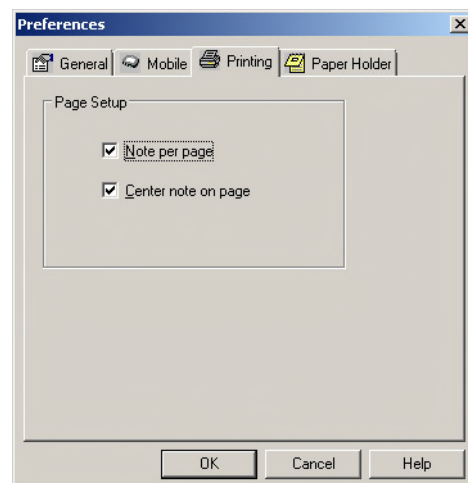 Preferences
General Mobile Printing Paper Holder
Page Setup
Note per page
Center note on page
OK Cancel Help